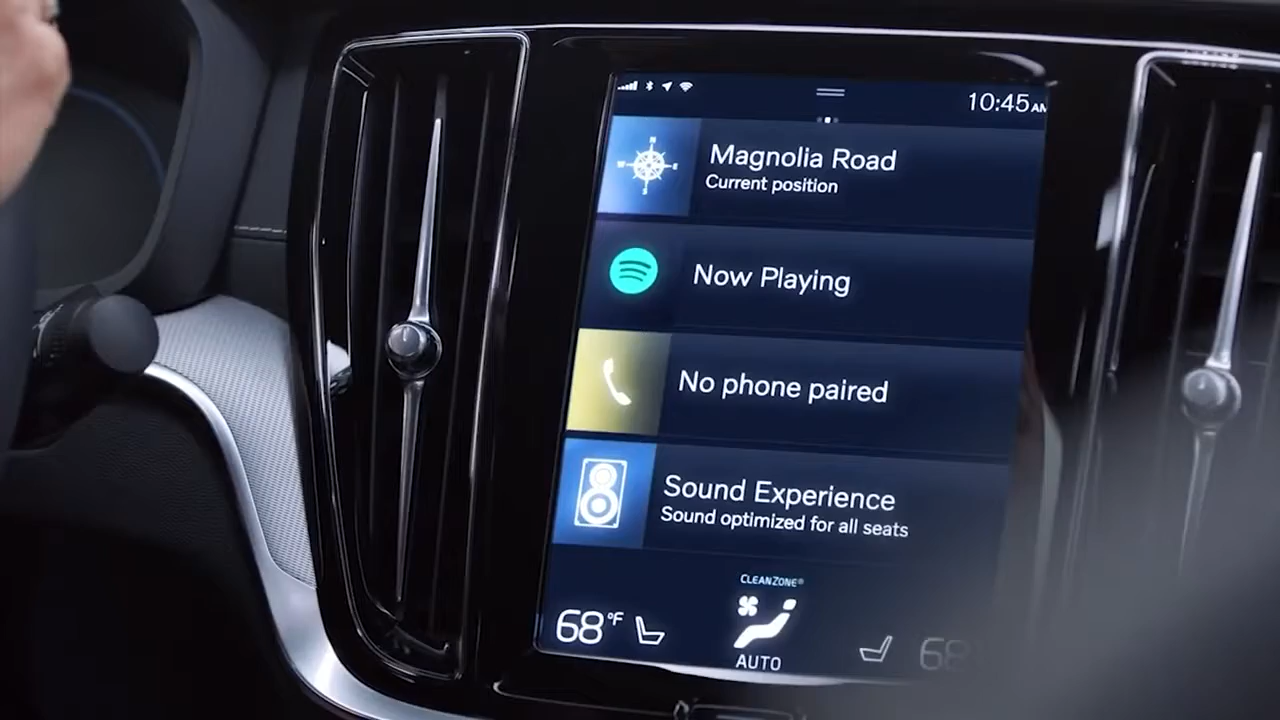 10:45AM
N
W E
S
Magnolia Road
Current position
Now Playing
No phone paired
Sound Experience
Sound optimized for all seats
CLEANZONE®
68°F
68
AUTO